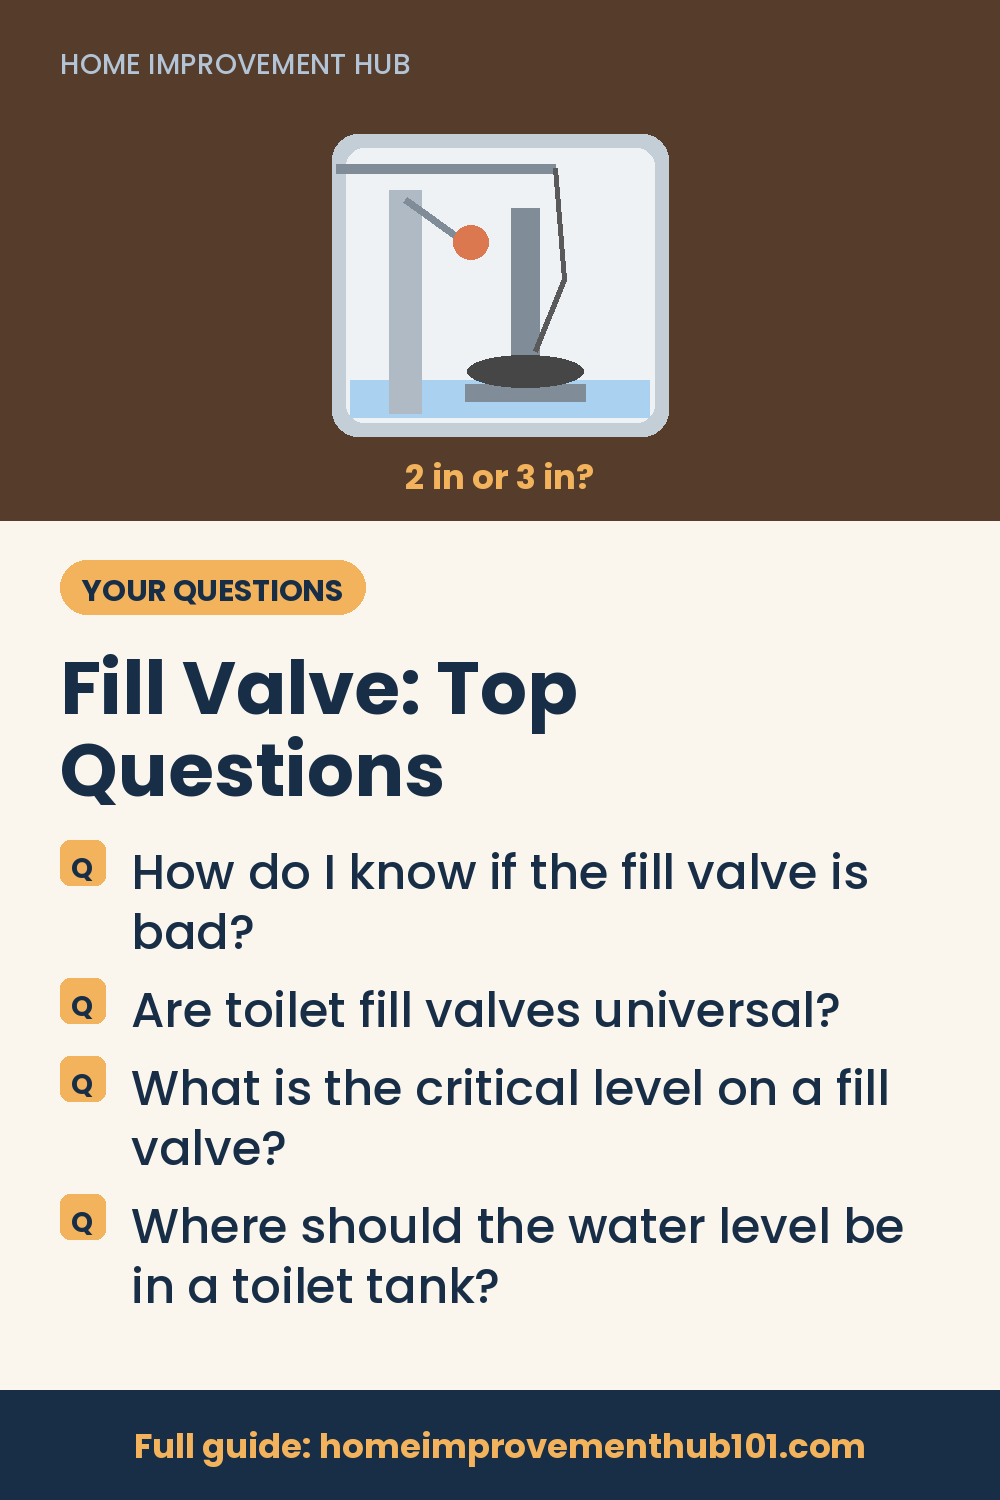 HOME IMPROVEMENT HUB
2 in or 3 in?
YOUR QUESTIONS
Fill Valve: Top
Questions
Q How do I know if the fill valve is
bad?
Q Are toilet fill valves universal?
Q What is the critical level on a fill
valve?
Q Where should the water level be
in a toilet tank?
Full guide: homeimprovementhub101.com